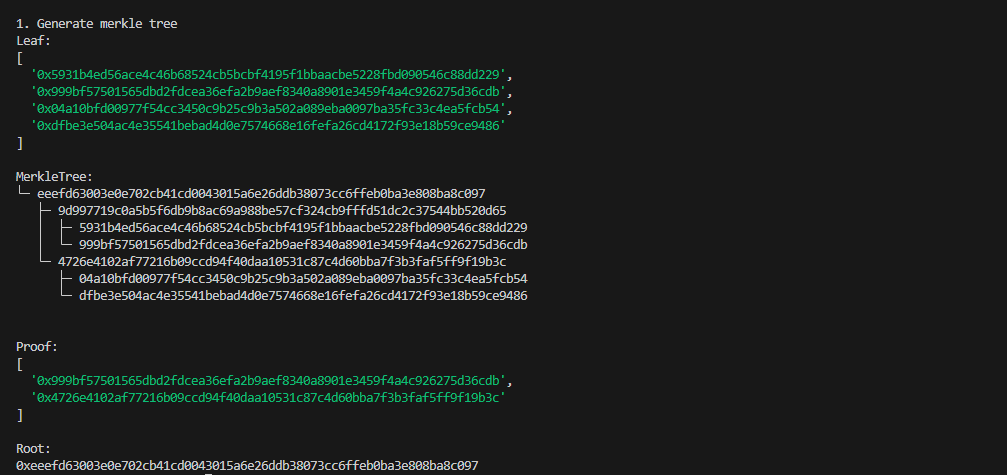 1. Generate merkle tree
Leaf:
[
'0x5931b4ed56ace4c46b68524cb5bcbf4195f1bbaacbe5228fbd090546c88dd229',
'0x999bf57501565dbd2fdcea36efa2b9aef8340a8901e3459f4a4c926275d36cdb',
'0x04a10bfd00977f54cc3450c9b25c9b3a502a089eba0097ba35fc33c4ea5fcb54',
'0xdfbe3e504ac4e35541bebad4d0e7574668e16fefa26cd4172f93e18b59ce9486'
]
MerkleTree:
└─ eeefd63003e0e702cb41cd0043015a6e26ddb38073cc6ffeb0ba3e808ba8c097
├─ 9d997719c0a5b5f6db9b8ac69a988be57cf324cb9fffd51dc2c37544bb520d65
│ ├─ 5931b4ed56ace4c46b68524cb5bcbf4195f1bbaacbe5228fbd090546c88dd229
│ └─ 999bf57501565dbd2fdcea36efa2b9aef8340a8901e3459f4a4c926275d36cdb
└─ 4726e4102af77216b09ccd94f40daa10531c87c4d60bba7f3b3faf5ff9f19b3c
├─ 04a10bfd00977f54cc3450c9b25c9b3a502a089eba0097ba35fc33c4ea5fcb54
└─ dfbe3e504ac4e35541bebad4d0e7574668e16fefa26cd4172f93e18b59ce9486
Proof:
[
'0x999bf57501565dbd2fdcea36efa2b9aef8340a8901e3459f4a4c926275d36cdb',
'0x4726e4102af77216b09ccd94f40daa10531c87c4d60bba7f3b3faf5ff9f19b3c'
]
Root:
0xeeefd63003e0e702cb41cd0043015a6e26ddb38073cc6ffeb0ba3e808ba8c097